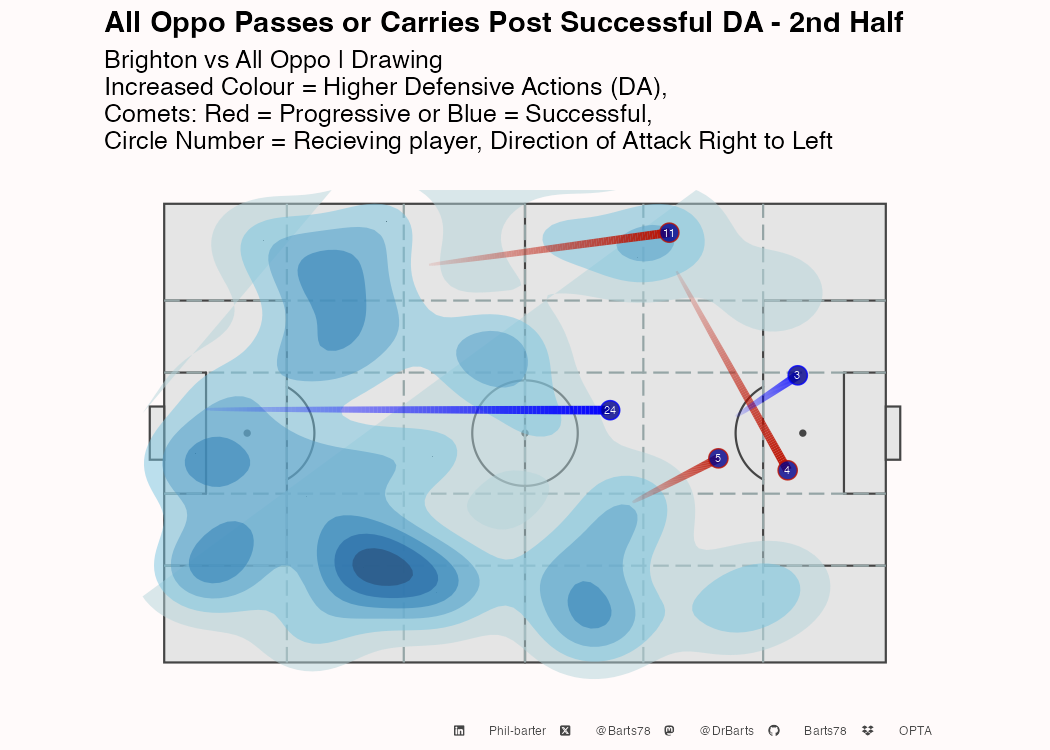 All Oppo Passes or Carries Post Successful DA - 2nd Half
Brighton vs All Oppo | Drawing
Increased Colour = Higher Defensive Actions (DA),
Comets: Red = Progressive or Blue = Successful,
Circle Number = Recieving player, Direction of Attack Right to Left
11
3
24
5
4
Phil-barter @Barts78 @DrBarts Barts78 OPTA